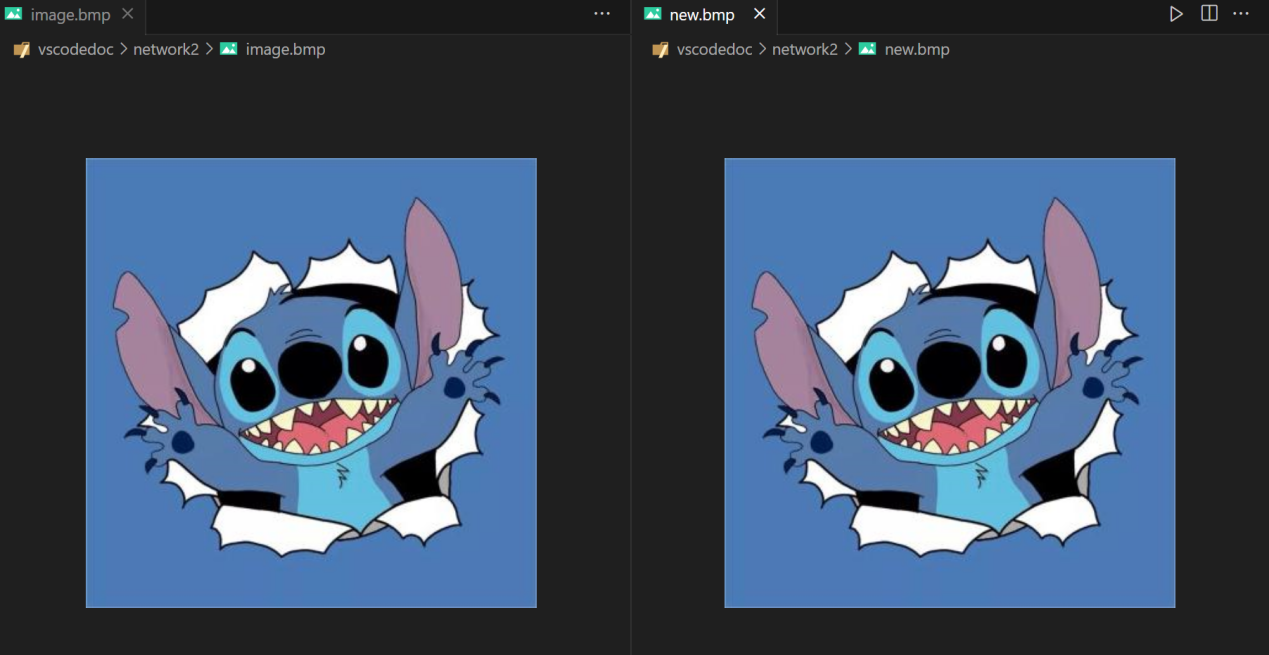 image.bmp
vscodedoc > network2 > image.bmp
new.bmp
vscodedoc > network2 > new.bmp